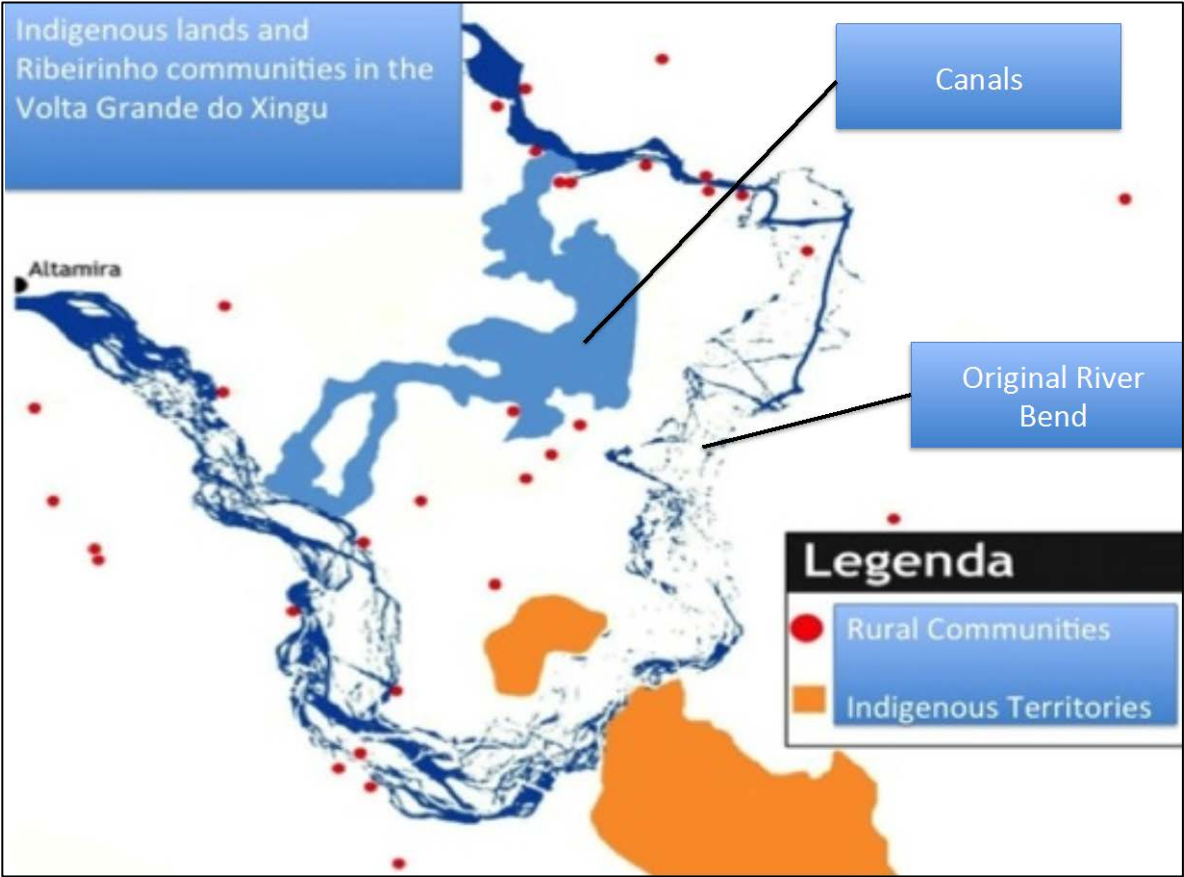 Indigenous lands and
Ribeirinho communities in the
Volta Grande do Xingu
Canals
Altamira
Original River
Bend
Legenda
Rural Communities
Indigenous Territories